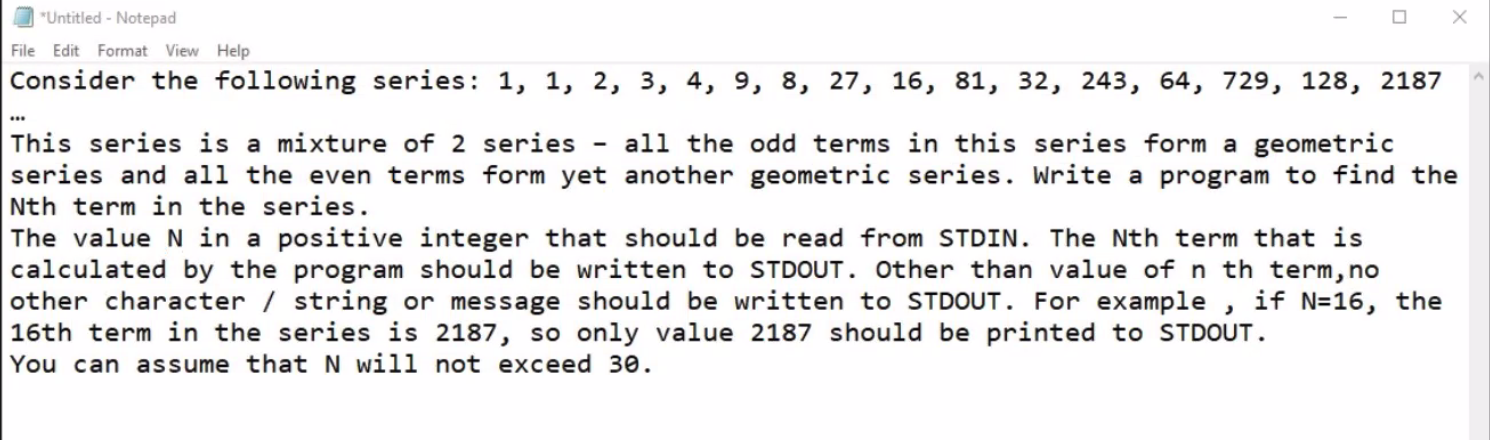 *Untitled - Notepad
File Edit Format View Help
Consider the following series: 1, 1, 2, 3, 4, 9, 8, 27, 16, 81, 32, 243, 64, 729, 128, 2187
…
This series is a mixture of 2 series – all the odd terms in this series form a geometric
series and all the even terms form yet another geometric series. Write a program to find the
Nth term in the series.
The value N in a positive integer that should be read from STDIN. The Nth term that is
calculated by the program should be written to STDOUT. Other than value of n th term,no
other character / string or message should be written to STDOUT. For example , if N=16, the
16th term in the series is 2187, so only value 2187 should be printed to STDOUT.
You can assume that N will not exceed 30.